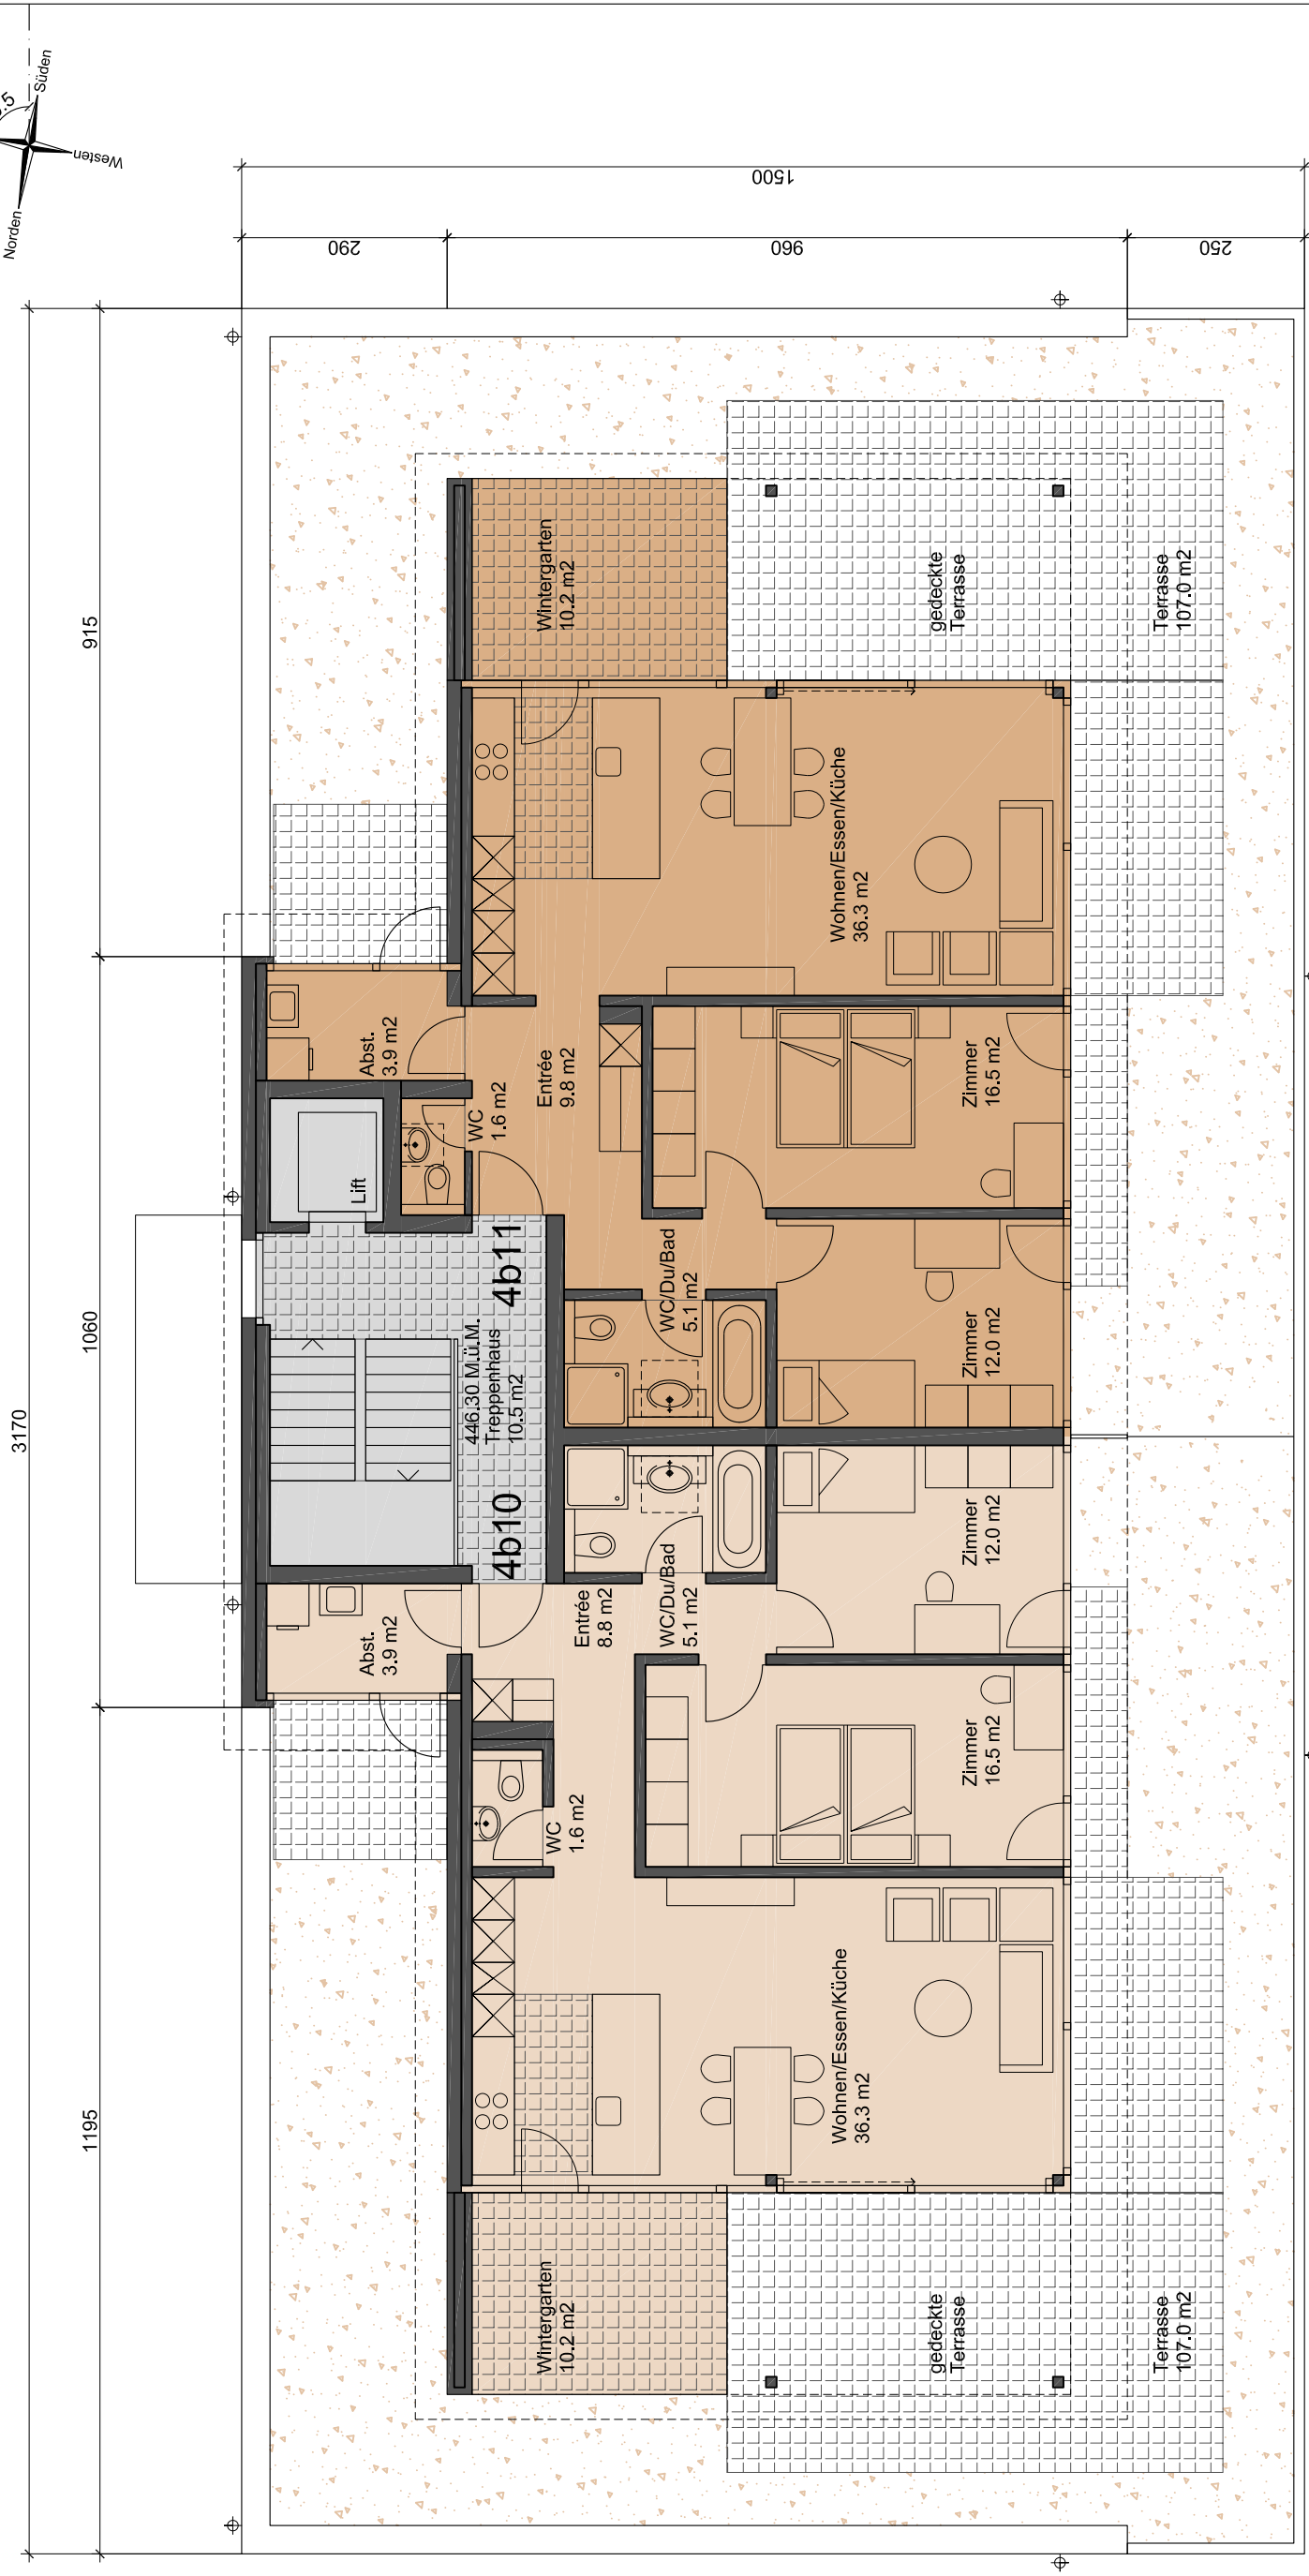 Norden
Süden
Westen
3170
1195
1060
915
290
960
250
1500
Abst.
3.9 m2
446.30 M.ü.M.
Treppenhaus
10.5 m2
4b10
4b11
Lift
WC
1.6 m2
Abst.
3.9 m2
Wintergarten
10.2 m2
WC
1.6 m2
Entrée
8.8 m2
Entrée
9.8 m2
Wintergarten
10.2 m2
WC/Du/Bad
5.1 m2
WC/Du/Bad
5.1 m2
Wohnen/Essen/Küche
36.3 m2
Wohnen/Essen/Küche
36.3 m2
gedeckte
Terrasse
Zimmer
16.5 m2
Zimmer
12.0 m2
Zimmer
12.0 m2
Zimmer
16.5 m2
gedeckte
Terrasse
Terrasse
107.0 m2
Terrasse
107.0 m2